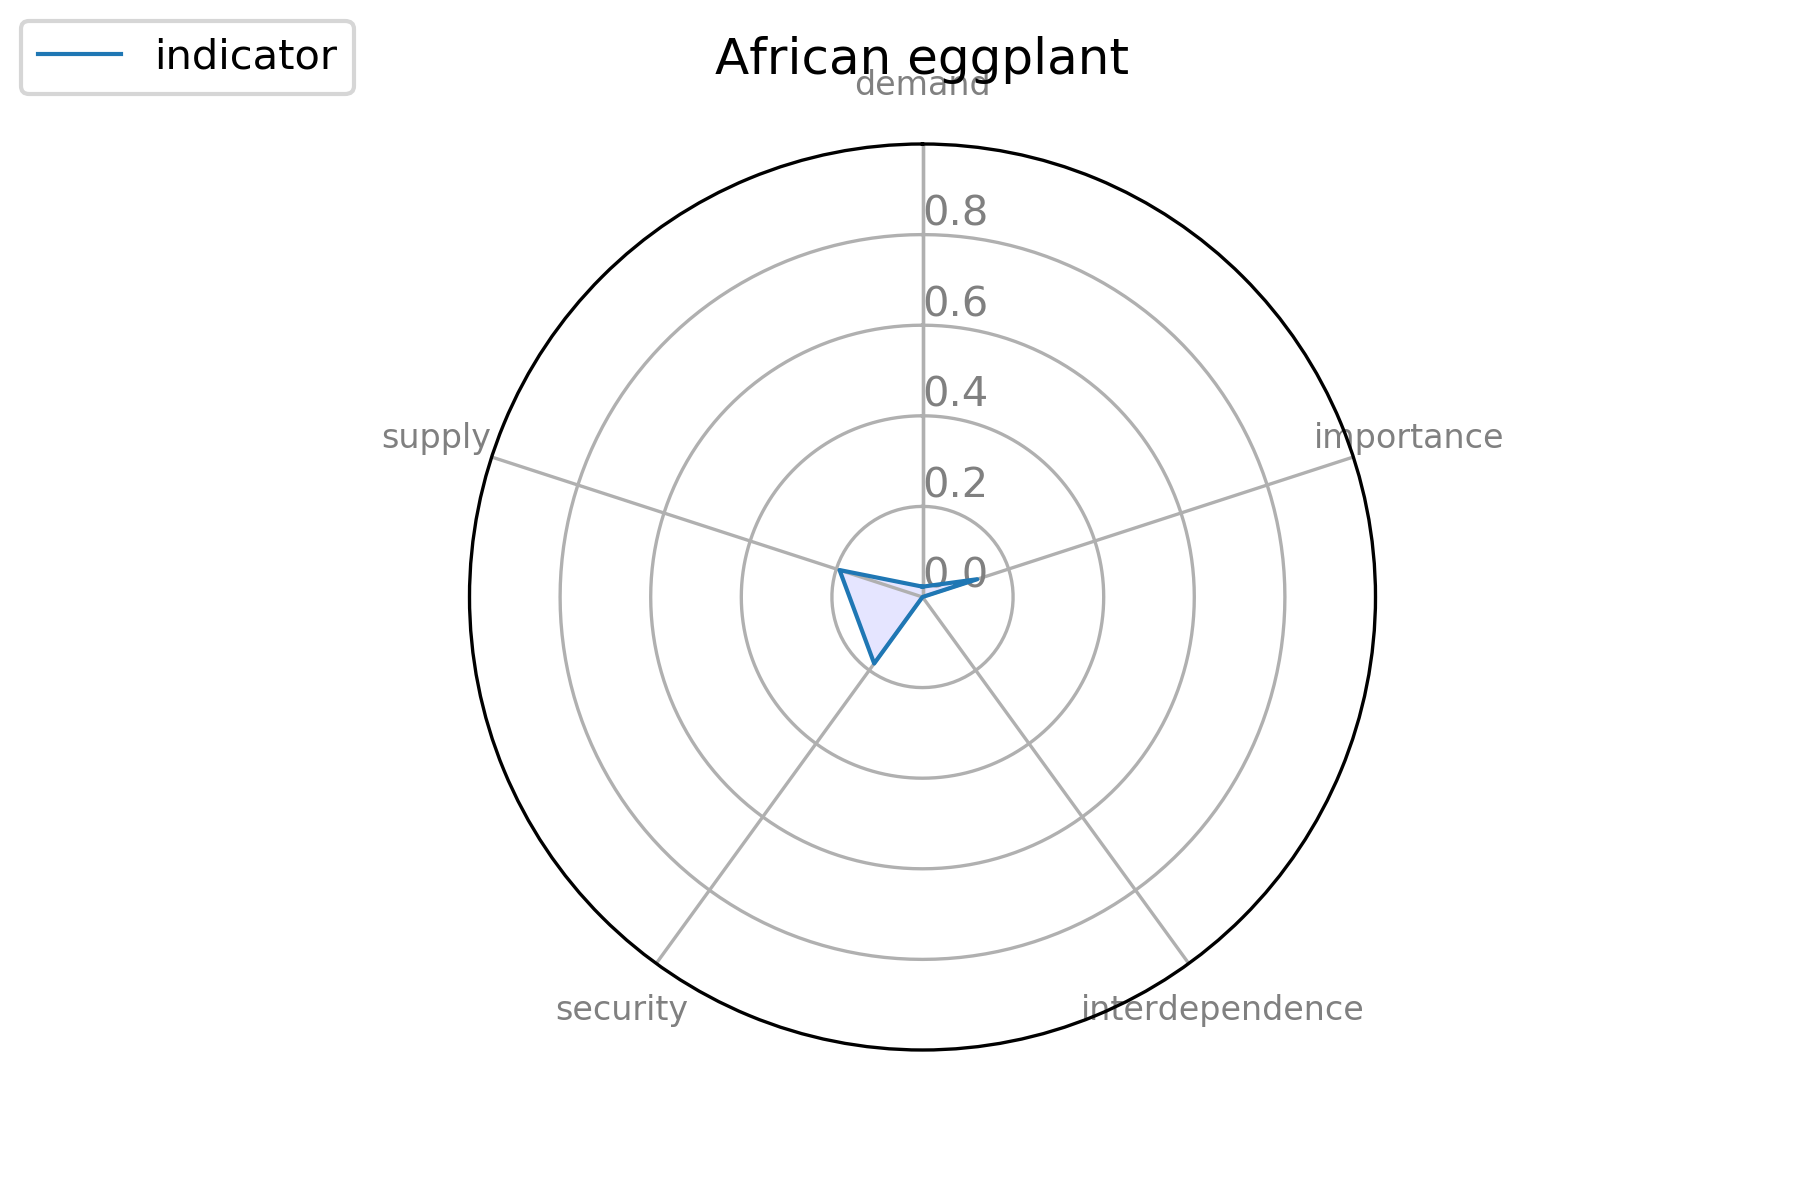 indicator
African eggplant
demand
0.8
0.6
0.4
supply
importance
0.2
0.0
security
interdependence